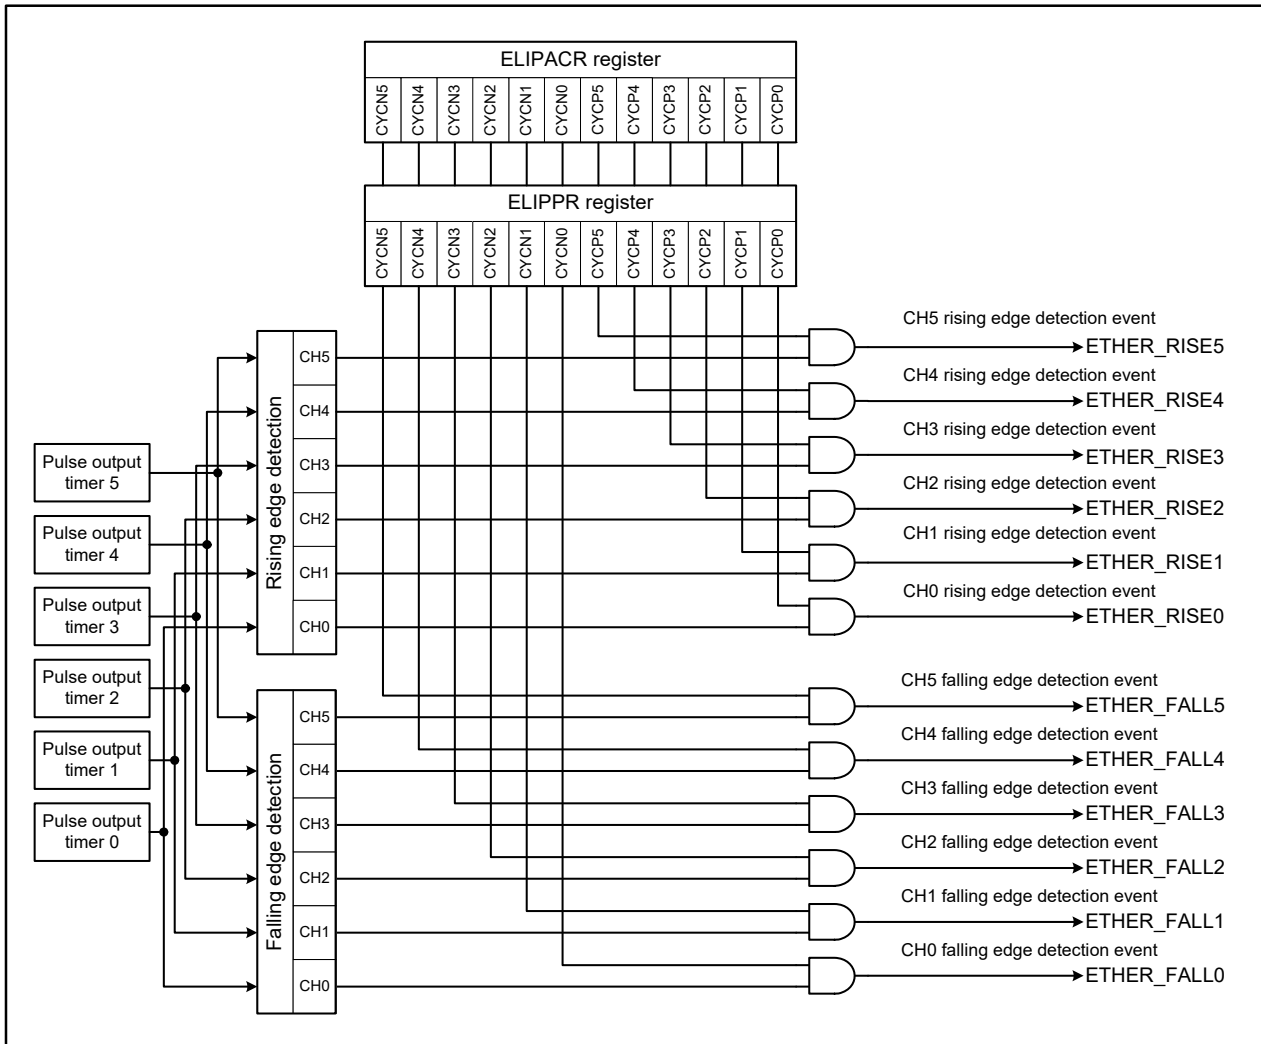 ELIPACR register
CYCN5
CYCN4
CYCN3
CYCN2
CYCN1
CYCN0
CYCP5
CYCP4
CYCP3
CYCP2
CYCP1
CYCP0
ELIPPR register
CYCN5
CYCN4
CYCN3
CYCN2
CYCN1
CYCN0
CYCP5
CYCP4
CYCP3
CYCP2
CYCP1
CYCP0
Pulse output
timer 5
Pulse output
timer 4
Pulse output
timer 3
Pulse output
timer 2
Pulse output
timer 1
Pulse output
timer 0
Rising edge detection
CH5
CH4
CH3
CH2
CH1
CH0
Falling edge detection
CH5
CH4
CH3
CH2
CH1
CH0
CH5 rising edge detection event
ETHER_RISE5
CH4 rising edge detection event
ETHER_RISE4
CH3 rising edge detection event
ETHER_RISE3
CH2 rising edge detection event
ETHER_RISE2
CH1 rising edge detection event
ETHER_RISE1
CH0 rising edge detection event
ETHER_RISE0
CH5 falling edge detection event
ETHER_FALL5
CH4 falling edge detection event
ETHER_FALL4
CH3 falling edge detection event
ETHER_FALL3
CH2 falling edge detection event
ETHER_FALL2
CH1 falling edge detection event
ETHER_FALL1
CH0 falling edge detection event
ETHER_FALL0